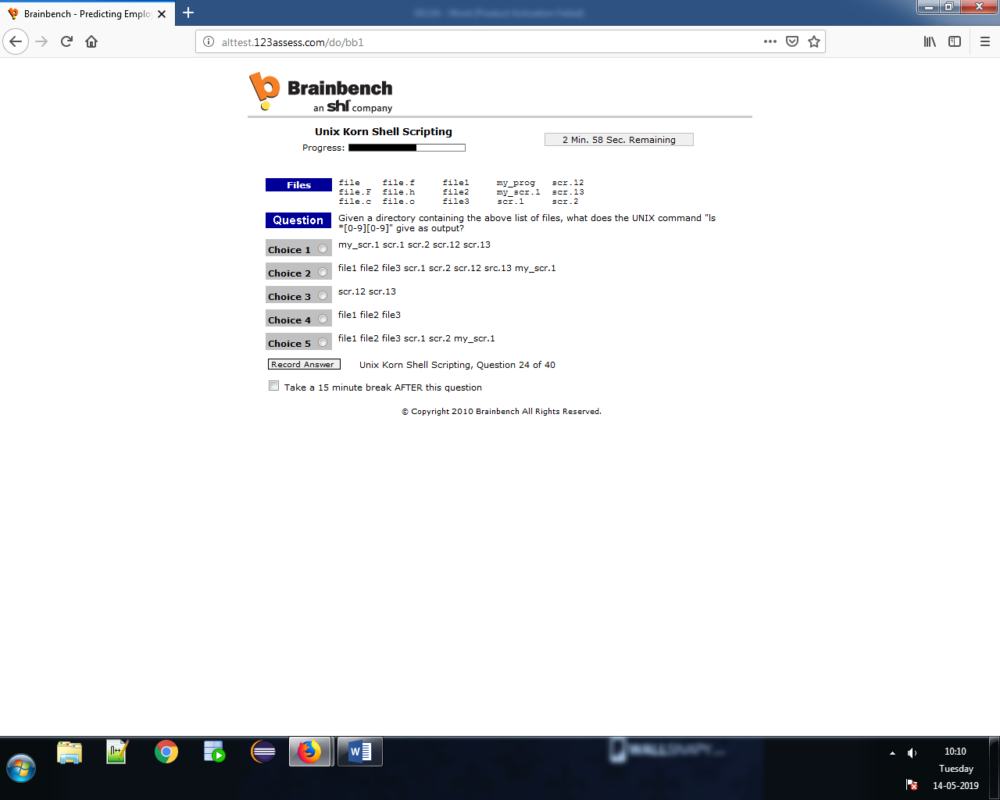 Brainbench - Predicting Emplo
alttest.123assess.com/do/bb1
Brainbench
an shl company
Unix Korn Shell Scripting
Progress:
2 Min. 58 Sec. Remaining
Files
file file.f file1 my_prog scr.12
file.F file.h file2 my_scr.1 scr.13
file.c file.o file3 scr.1 scr.2
Question
Given a directory containing the above list of files, what does the UNIX command "ls
*[0-9][0-9]" give as output?
Choice 1 my_scr.1 scr.1 scr.2 scr.12 scr.13
Choice 2 file1 file2 file3 scr.1 scr.2 scr.12 src.13 my_scr.1
Choice 3 scr.12 scr.13
Choice 4 file1 file2 file3
Choice 5 file1 file2 file3 scr.1 scr.2 my_scr.1
Record Answer Unix Korn Shell Scripting, Question 24 of 40
Take a 15 minute break AFTER this question
© Copyright 2010 Brainbench All Rights Reserved.
WALLSNAPY
10:10
Tuesday
14-05-2019